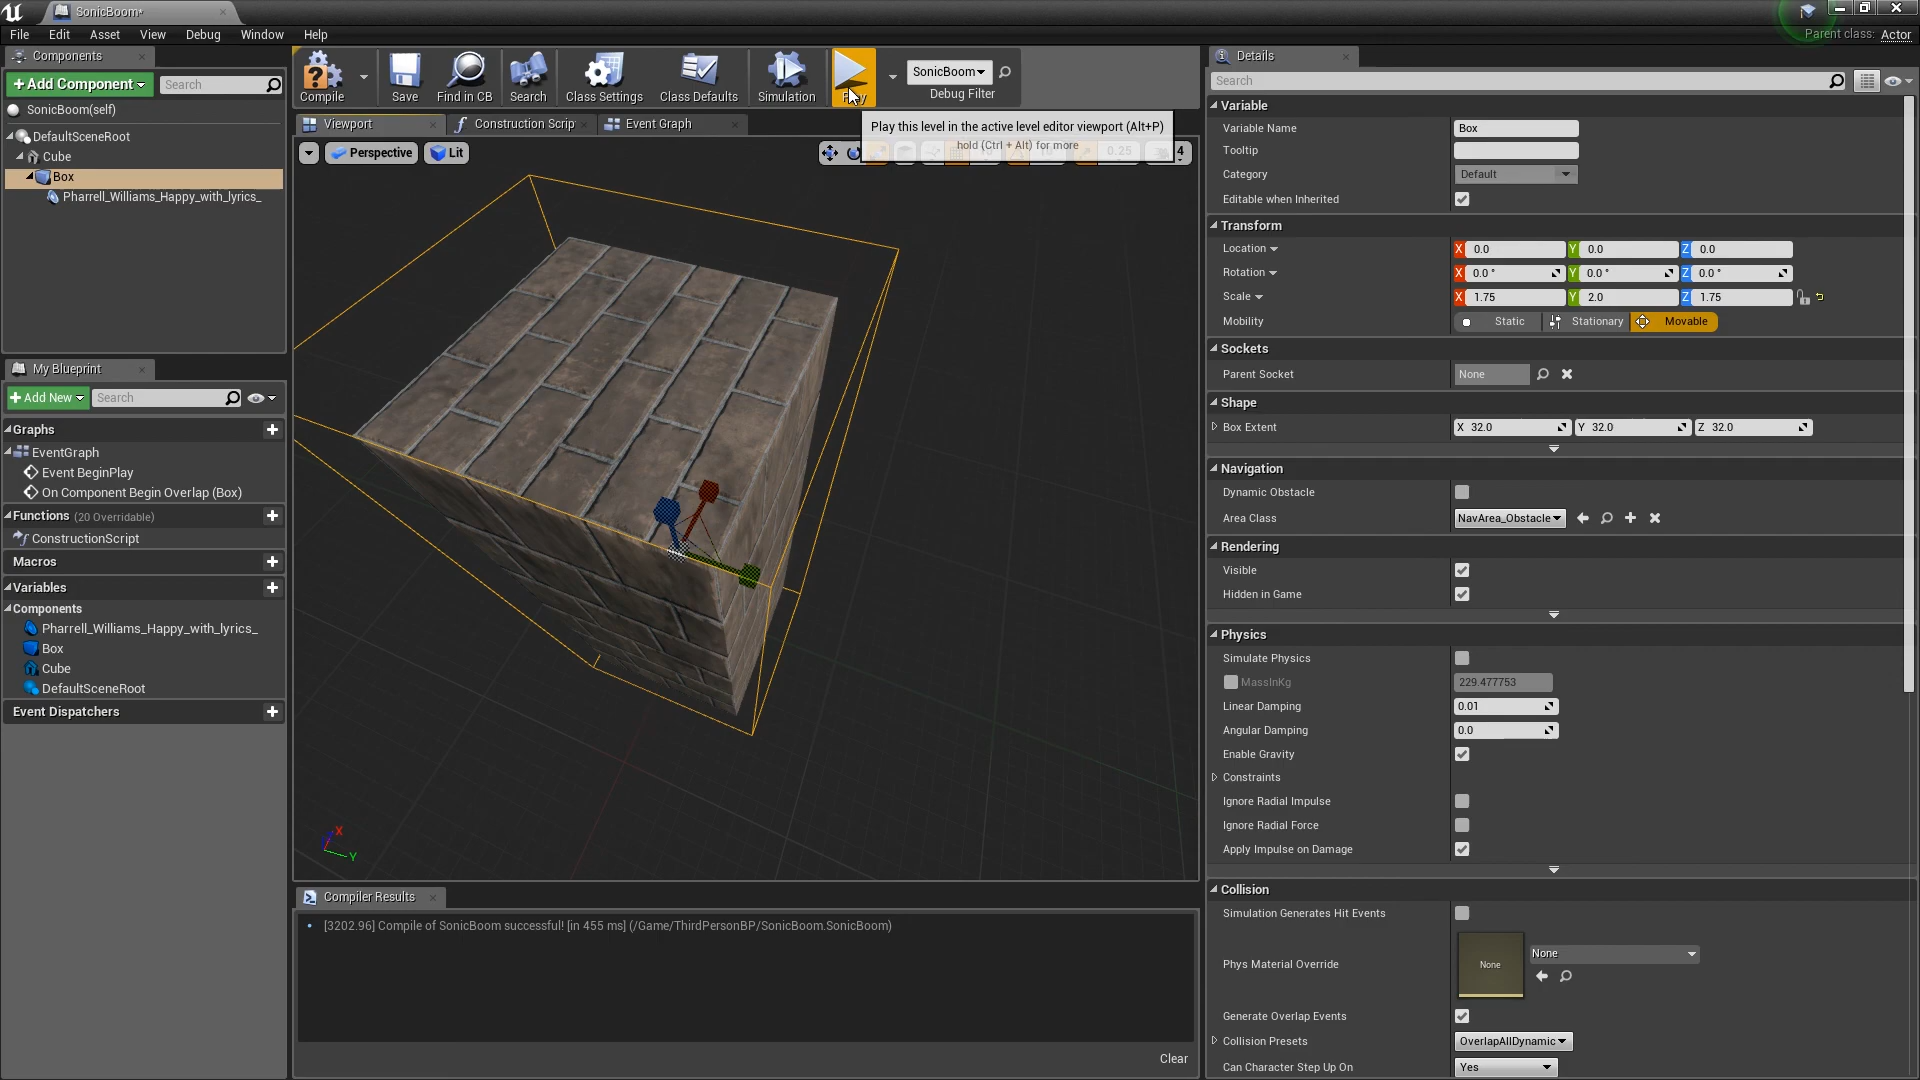 SonicBoom*
File Edit Asset View Debug Window Help
Parent class: Actor
Components
+ Add Component
Search
SonicBoom(self)
DefaultSceneRoot
Cube
Box
Pharrell_Williams_Happy_with_lyrics_
My Blueprint
+ Add New
Search
Graphs
EventGraph
Event BeginPlay
On Component Begin Overlap (Box)
Functions (20 Overridable)
ConstructionScript
Macros
Variables
Components
Pharrell_Williams_Happy_with_lyrics_
Box
Cube
DefaultSceneRoot
Event Dispatchers
Compile
Save
Find in CB
Search
Class Settings
Class Defaults
Simulation
SonicBoom
Debug Filter
Viewport
Construction Scrip
Event Graph
Play this level in the active level editor viewport (Alt+P)
hold (Ctrl + Alt) for more
Perspective
Lit
0.25
4
X
Y
Compiler Results
[3202.96] Compile of SonicBoom successful! [in 455 ms] (/Game/ThirdPersonBP/SonicBoom.SonicBoom)
Clear
Details
Search
Variable
Variable Name Box
Tooltip
Category Default
Editable when Inherited
Transform
Location X 0.0 Y 0.0 Z 0.0
Rotation X 0.0 ° Y 0.0 ° Z 0.0 °
Scale X 1.75 Y 2.0 Z 1.75
Mobility Static Stationary Movable
Sockets
Parent Socket None
Shape
Box Extent X 32.0 Y 32.0 Z 32.0
Navigation
Dynamic Obstacle
Area Class NavArea_Obstacle
Rendering
Visible
Hidden in Game
Physics
Simulate Physics
MassInKg 229.477753
Linear Damping 0.01
Angular Damping 0.0
Enable Gravity
Constraints
Ignore Radial Impulse
Ignore Radial Force
Apply Impulse on Damage
Collision
Simulation Generates Hit Events
Phys Material Override None None
Generate Overlap Events
Collision Presets OverlapAllDynamic
Can Character Step Up On Yes